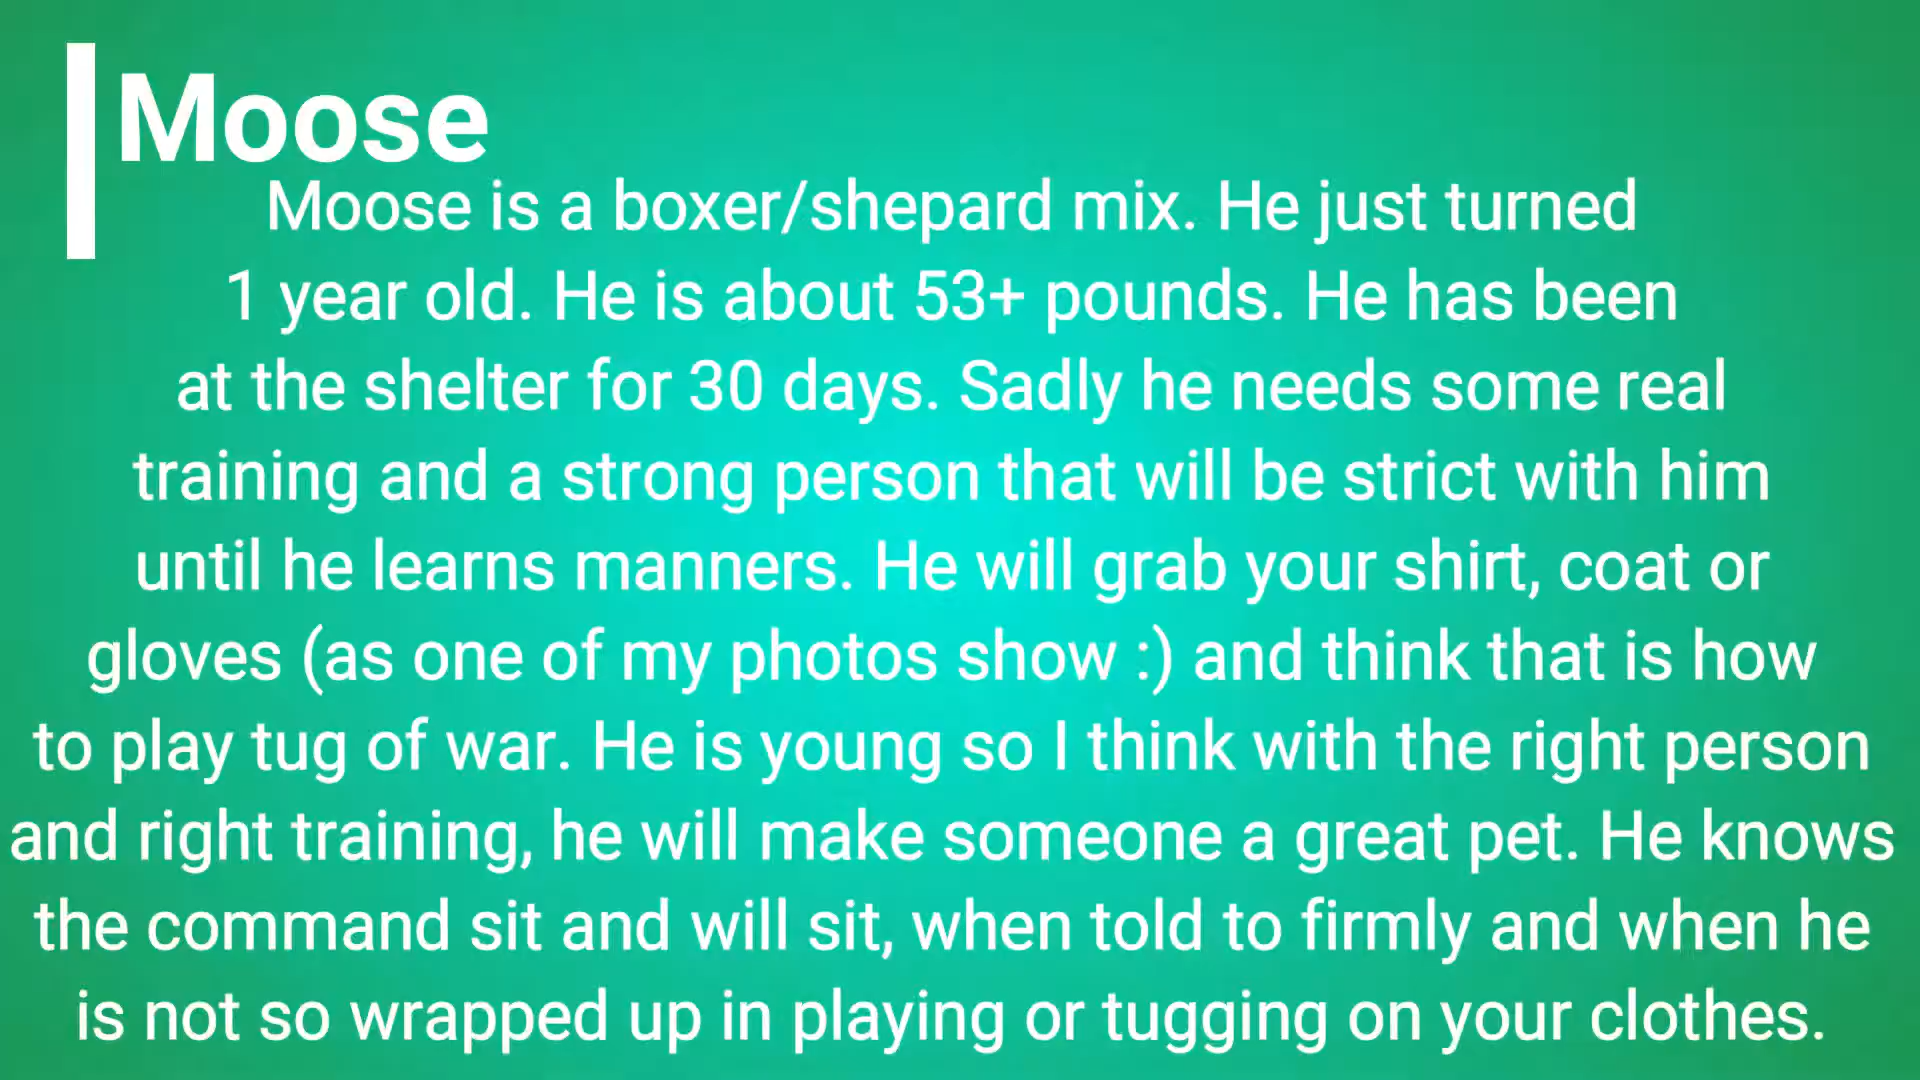 Moose
Moose is a boxer/shepard mix. He just turned
1 year old. He is about 53+ pounds. He has been
at the shelter for 30 days. Sadly he needs some real
training and a strong person that will be strict with him
until he learns manners. He will grab your shirt, coat or
gloves (as one of my photos show :) and think that is how
to play tug of war. He is young so I think with the right person
and right training, he will make someone a great pet. He knows
the command sit and will sit, when told to firmly and when he
is not so wrapped up in playing or tugging on your clothes.